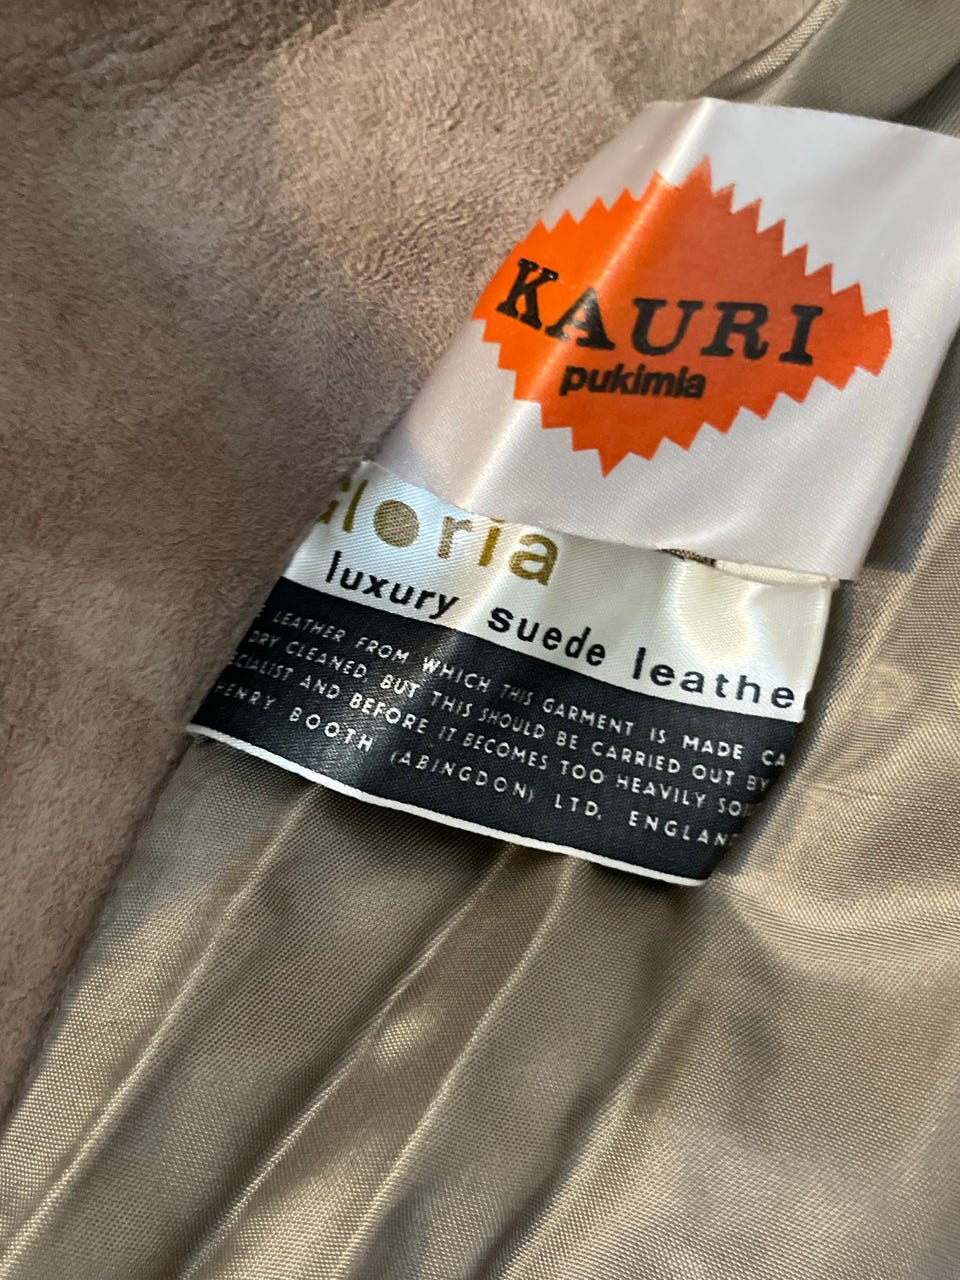 KAURI
pukimia
Gloria
luxury suede leathe
LEATHER FROM WHICH THIS GARMENT IS MADE CA
DRY CLEANED, BUT THIS SHOULD BE CARRIED OUT BY
ECIALIST AND BEFORE IT BECOMES TOO HEAVILY SOI
HENRY BOOTH (ABINGDON) LTD, ENGLAND